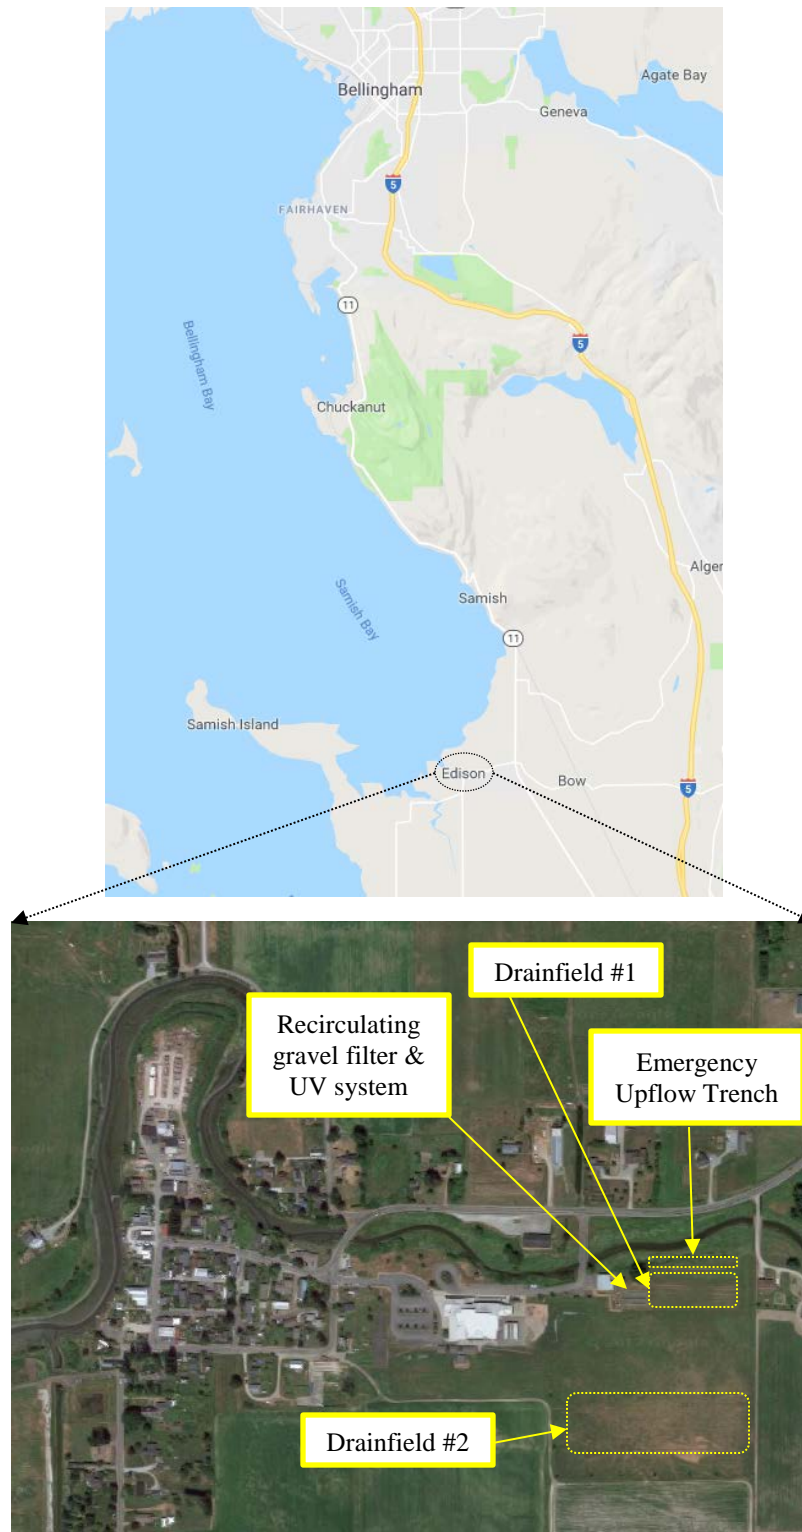 Bellingham
Agate Bay
Geneva
5
FAIRHAVEN
11
Bellingham Bay
5
Chuckanut
Alger
Samish Bay
Samish
11
Samish Island
Edison
Bow
5
Drainfield #1
Recirculating
gravel filter &
UV system
Emergency
Upflow Trench
Drainfield #2